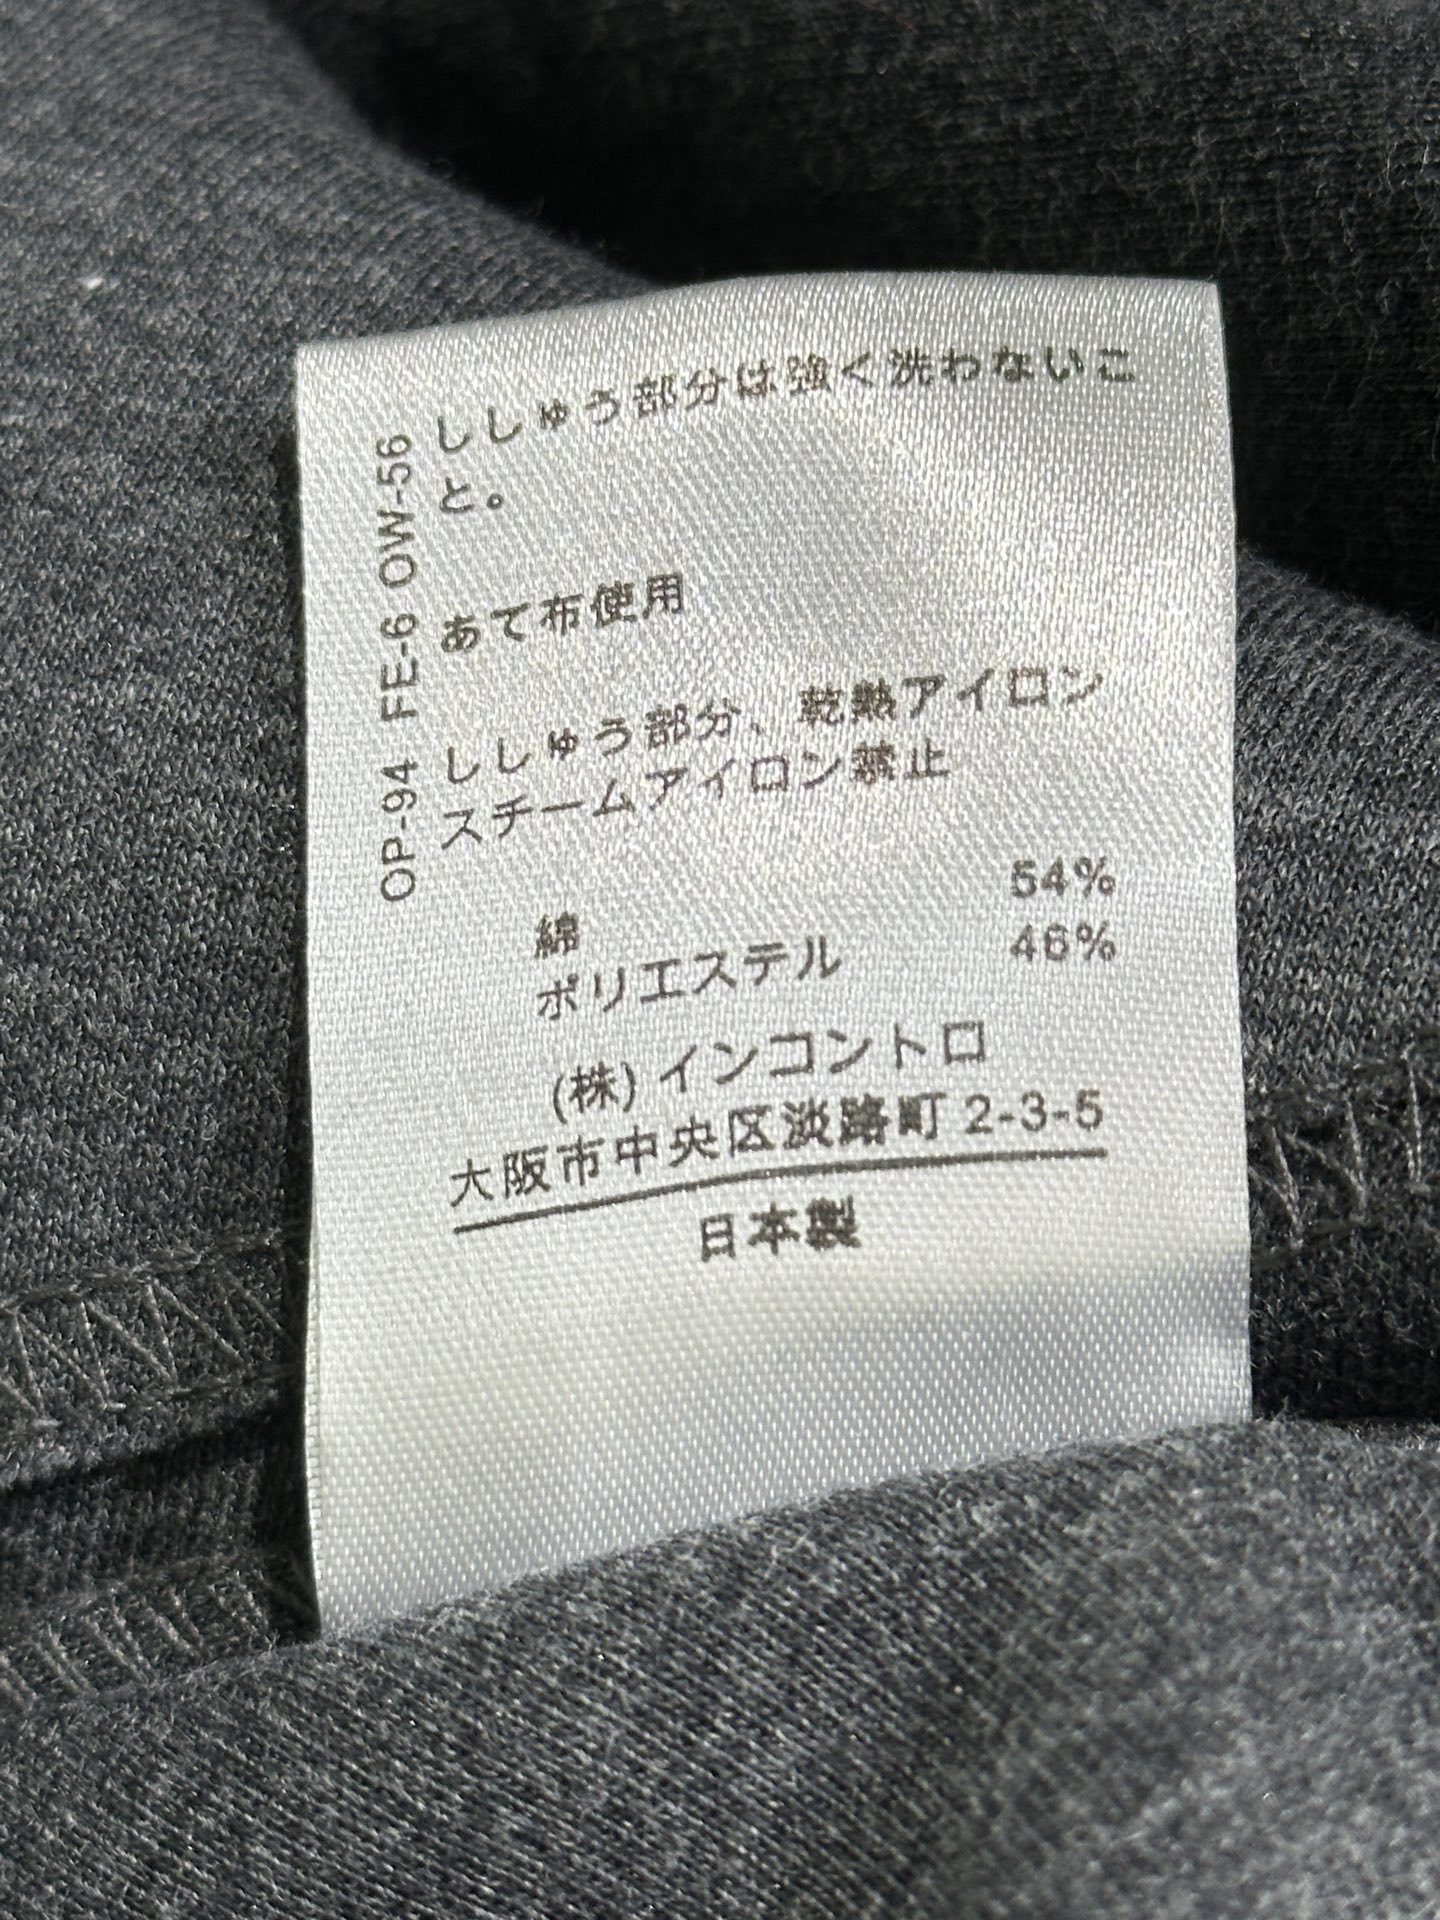 ししゅう部分は強く洗わないこ
と。
あて布使用
ししゅう部分、乾熱アイロン
スチームアイロン禁止
綿 54%
ポリエステル 46%
(株)インコントロ
大阪市中央区淡路町2-3-5
日本製
OP-94 FE-6 OW-56